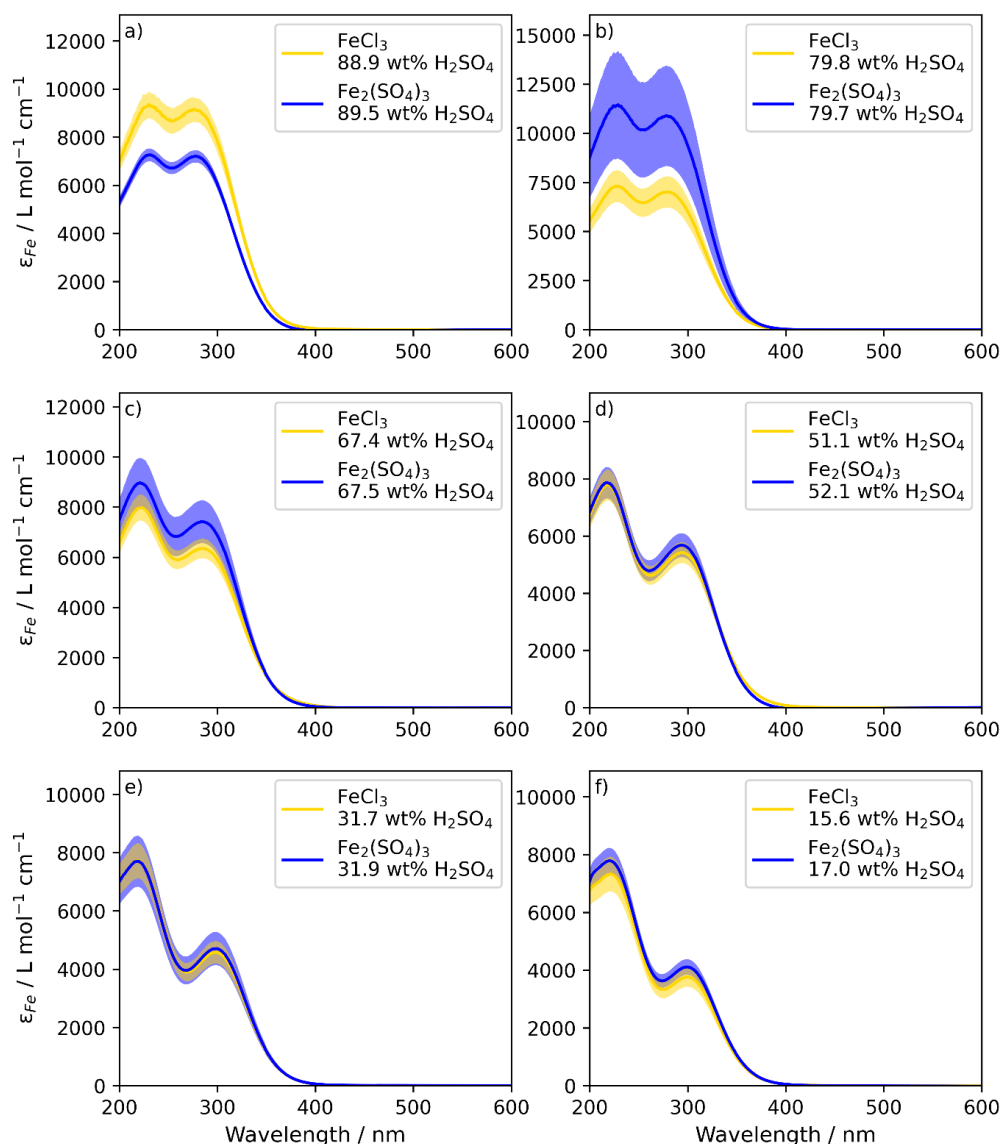 a)
FeCl₃
88.9 wt% H₂SO₄
Fe₂(SO₄)₃
89.5 wt% H₂SO₄
12000
10000
8000
6000
4000
2000
0
ε_Fe / L mol⁻¹ cm⁻¹
200 300 400 500 600
b)
FeCl₃
79.8 wt% H₂SO₄
Fe₂(SO₄)₃
79.7 wt% H₂SO₄
15000
12500
10000
7500
5000
2500
0
200 300 400 500 600
c)
FeCl₃
67.4 wt% H₂SO₄
Fe₂(SO₄)₃
67.5 wt% H₂SO₄
12000
10000
8000
6000
4000
2000
0
ε_Fe / L mol⁻¹ cm⁻¹
200 300 400 500 600
d)
FeCl₃
51.1 wt% H₂SO₄
Fe₂(SO₄)₃
52.1 wt% H₂SO₄
10000
8000
6000
4000
2000
0
200 300 400 500 600
e)
FeCl₃
31.7 wt% H₂SO₄
Fe₂(SO₄)₃
31.9 wt% H₂SO₄
10000
8000
6000
4000
2000
0
ε_Fe / L mol⁻¹ cm⁻¹
200 300 400 500 600
Wavelength / nm
f)
FeCl₃
15.6 wt% H₂SO₄
Fe₂(SO₄)₃
17.0 wt% H₂SO₄
10000
8000
6000
4000
2000
0
200 300 400 500 600
Wavelength / nm